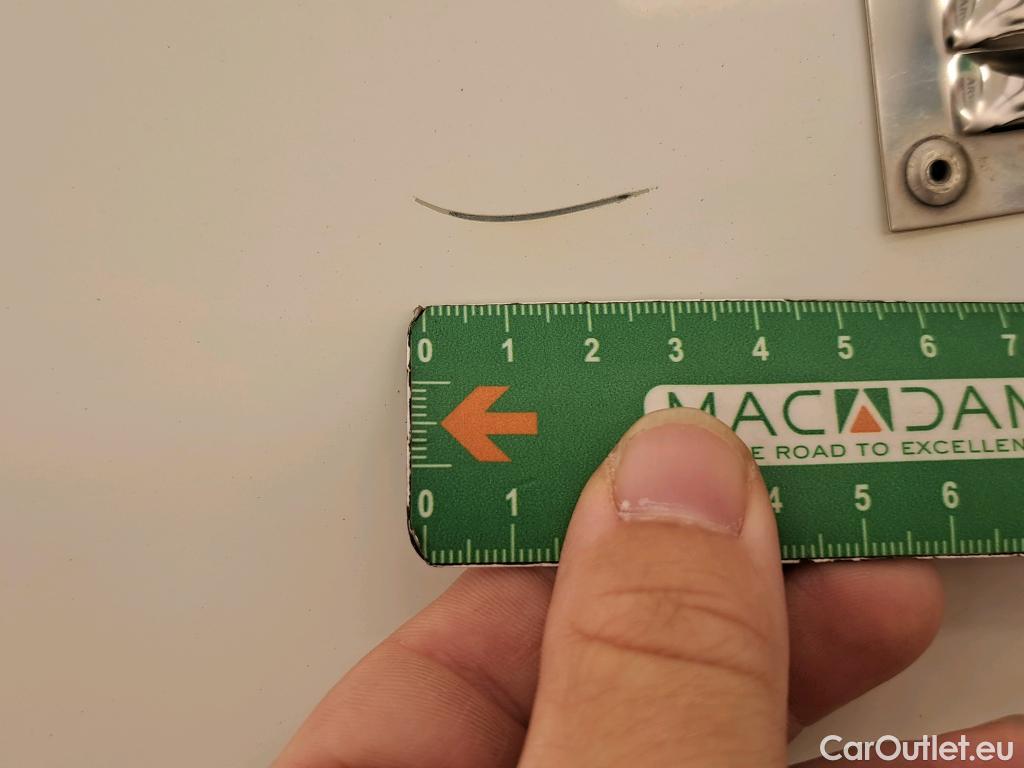 0 1 2 3 4 5 6 7
MACADAM
E ROAD TO EXCELLEN
0 1 4 5 6
CarOutlet.eu